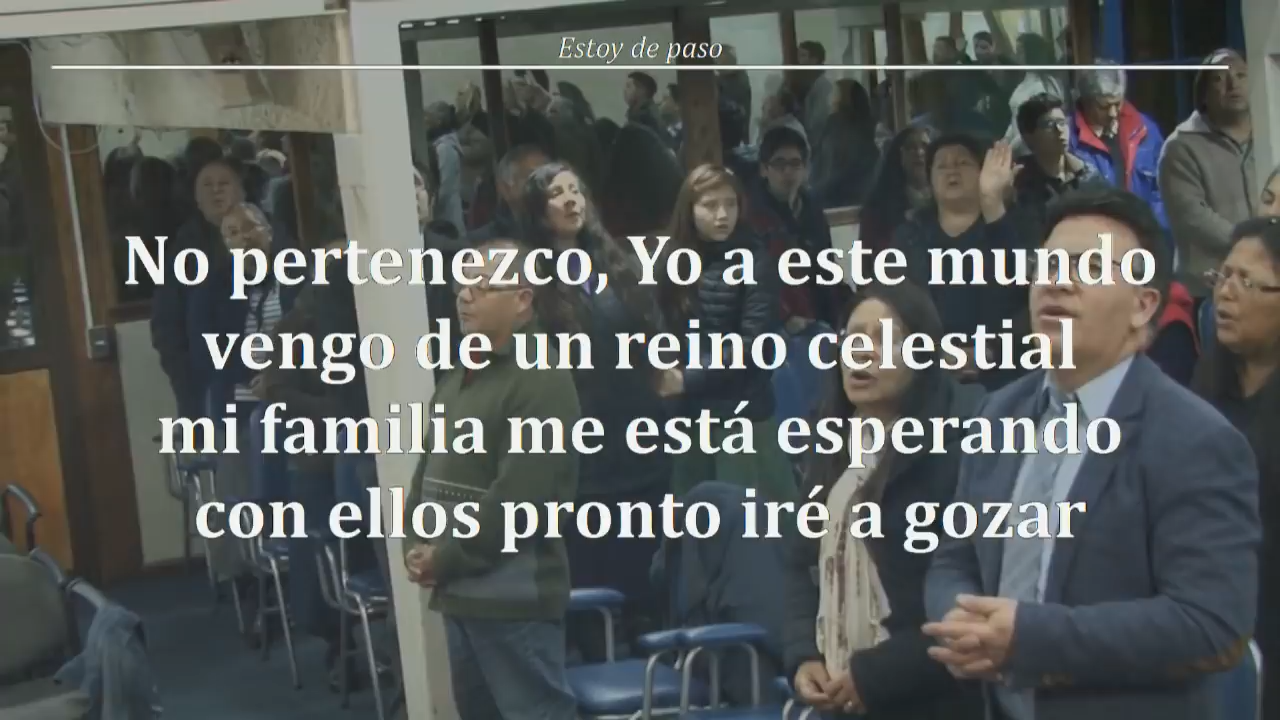 Estoy de paso
No pertenezco, Yo a este mundo
vengo de un reino celestial
mi familia me está esperando
con ellos pronto iré a gozar